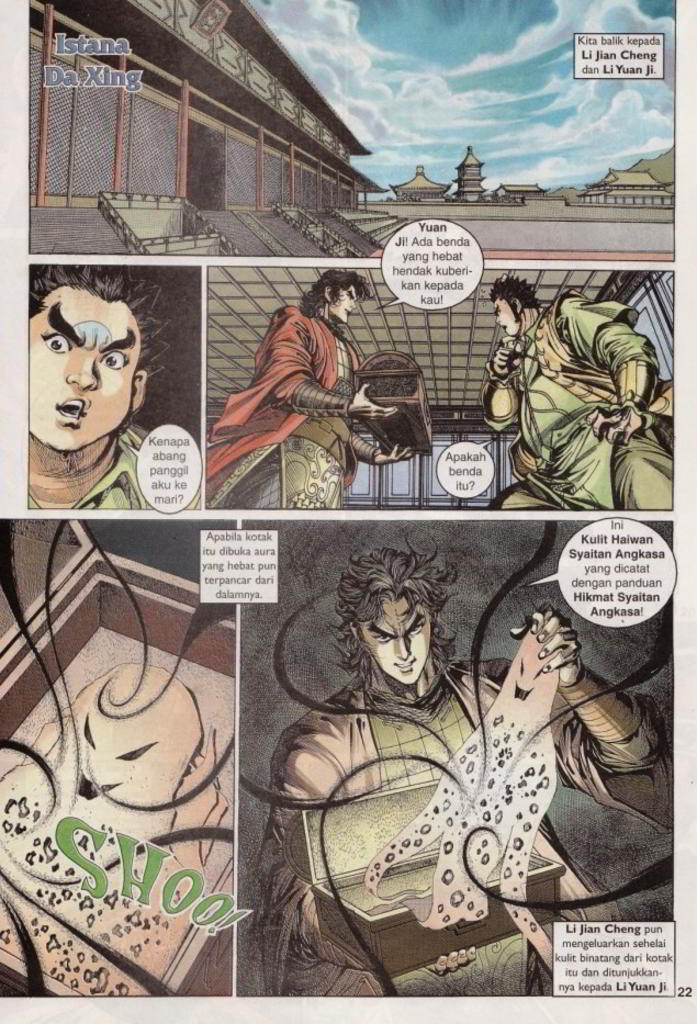 Istana
Da Xing
Kita balik kepada
Li Jian Cheng
dan Li Yuan Ji.
Yuan
Ji! Ada benda
yang hebat
hendak kuberi-
kan kepada
kau!
Kenapa
abang
panggil
aku ke
mari?
Apakah
benda
itu?
Apabila kotak
itu dibuka aura
yang hebat pun
terpancar dari
dalamnya.
SHOO!
Ini
Kulit Haiwan
Syaitan Angkasa
yang dicatat
dengan panduan
Hikmat Syaitan
Angkasa!
Li Jian Cheng pun
mengeluarkan sehelai
kulit binatang dari kotak
itu dan ditunjukkan-
nya kepada Li Yuan Ji.
22